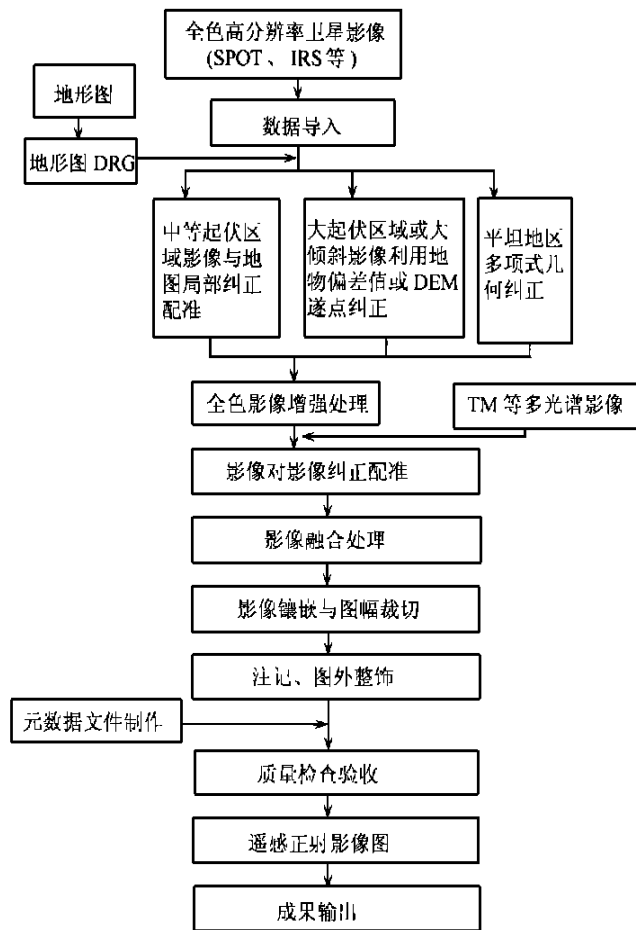 全色高分辨率卫星影像
(SPOT、IRS等)
地形图
数据导入
地形图 DRG
中等起伏区
域影像与地
图局部纠正
配准
大起伏区域或大
倾斜影像利用地
物偏差值或 DEM
遂点纠正
平坦地区
多项式几
何纠正
全色影像增强处理
TM 等多光谱影像
影像对影像纠正配准
影像融合处理
影像镶嵌与图幅裁切
注记、图外整饰
元数据文件制作
质量检查验收
遥感正射影像图
成果输出